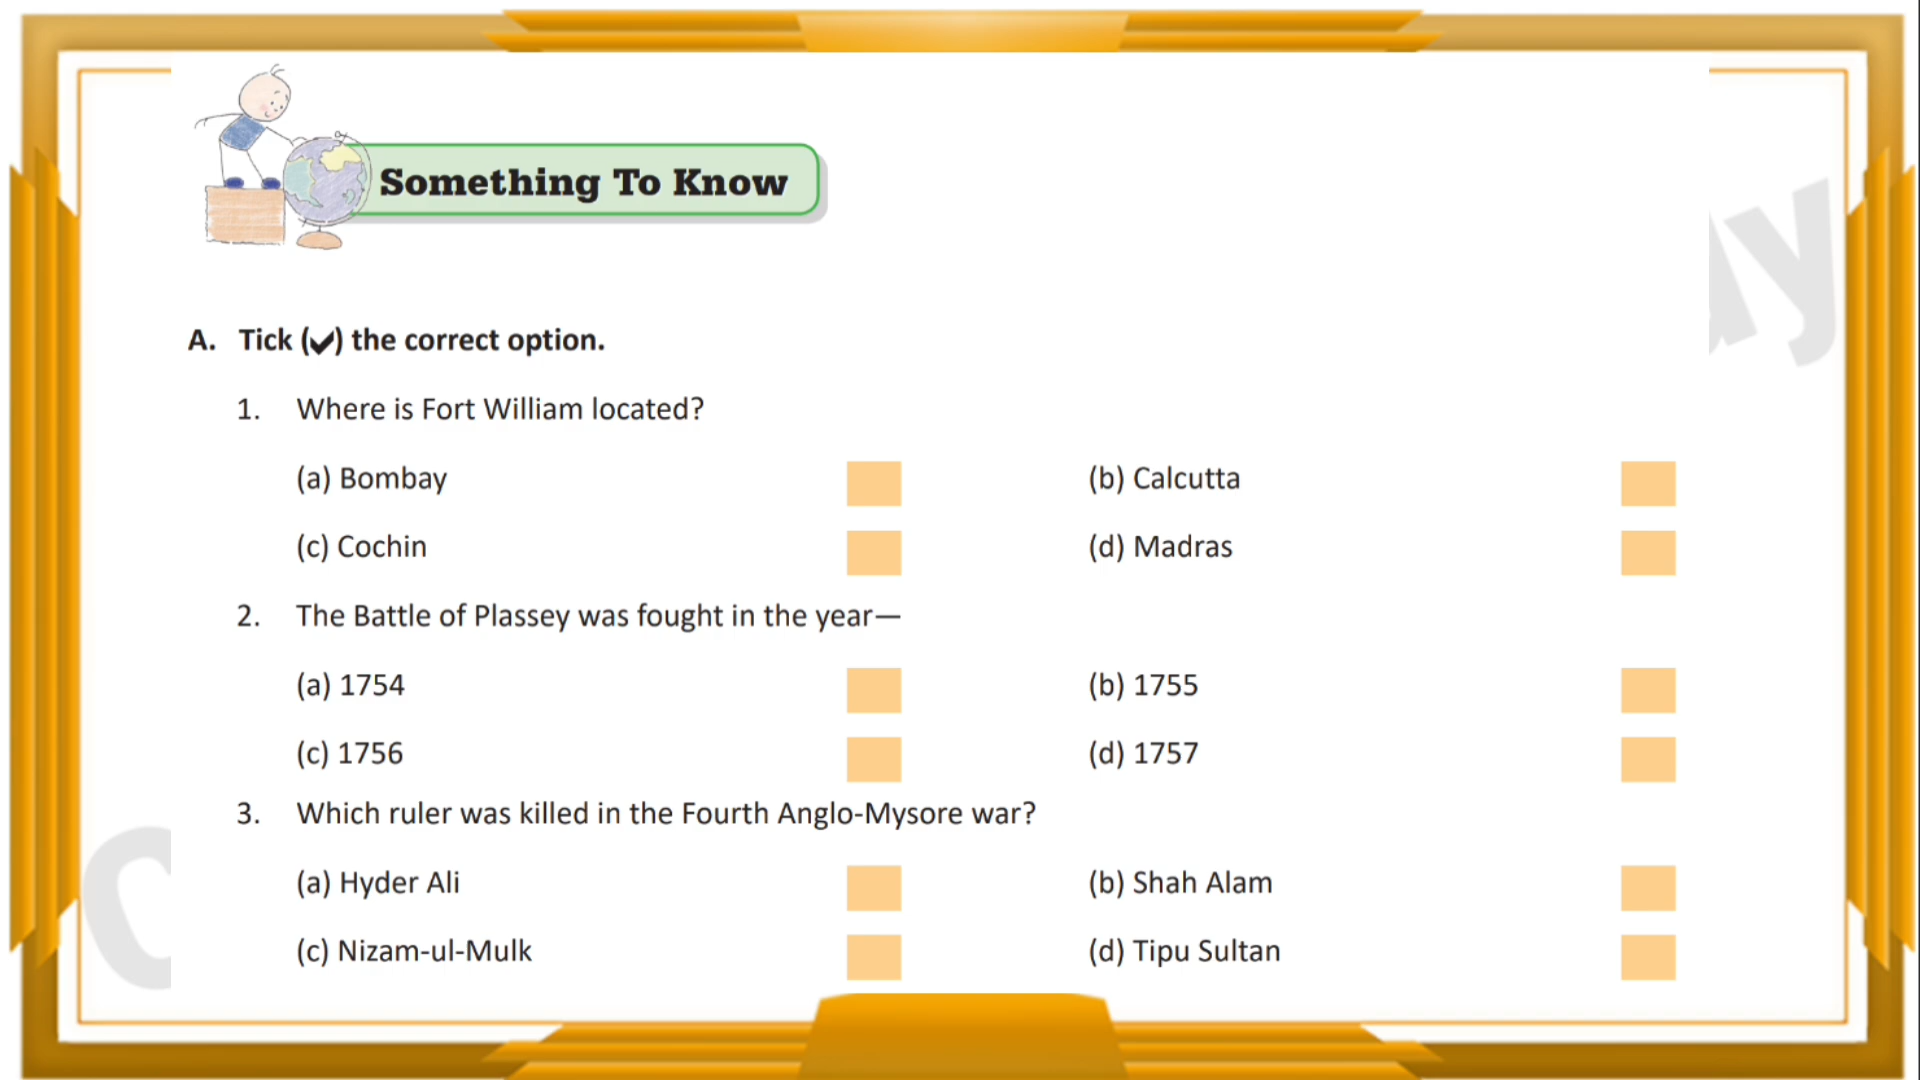 Something To Know
A. Tick (✔) the correct option.
1. Where is Fort William located?
(a) Bombay (b) Calcutta
(c) Cochin (d) Madras
2. The Battle of Plassey was fought in the year—
(a) 1754 (b) 1755
(c) 1756 (d) 1757
3. Which ruler was killed in the Fourth Anglo-Mysore war?
(a) Hyder Ali (b) Shah Alam
(c) Nizam-ul-Mulk (d) Tipu Sultan